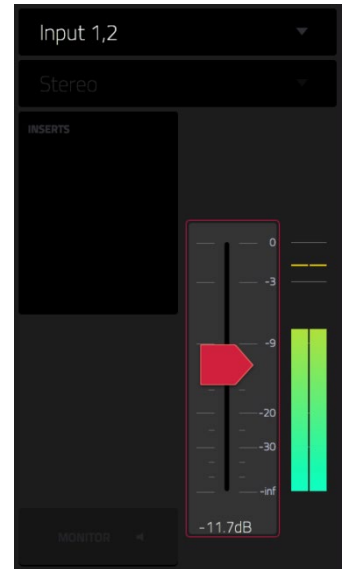 Input 1,2
Stereo
INSERTS
0
-3
-9
-20
-30
-inf
-11.7dB
MONITOR